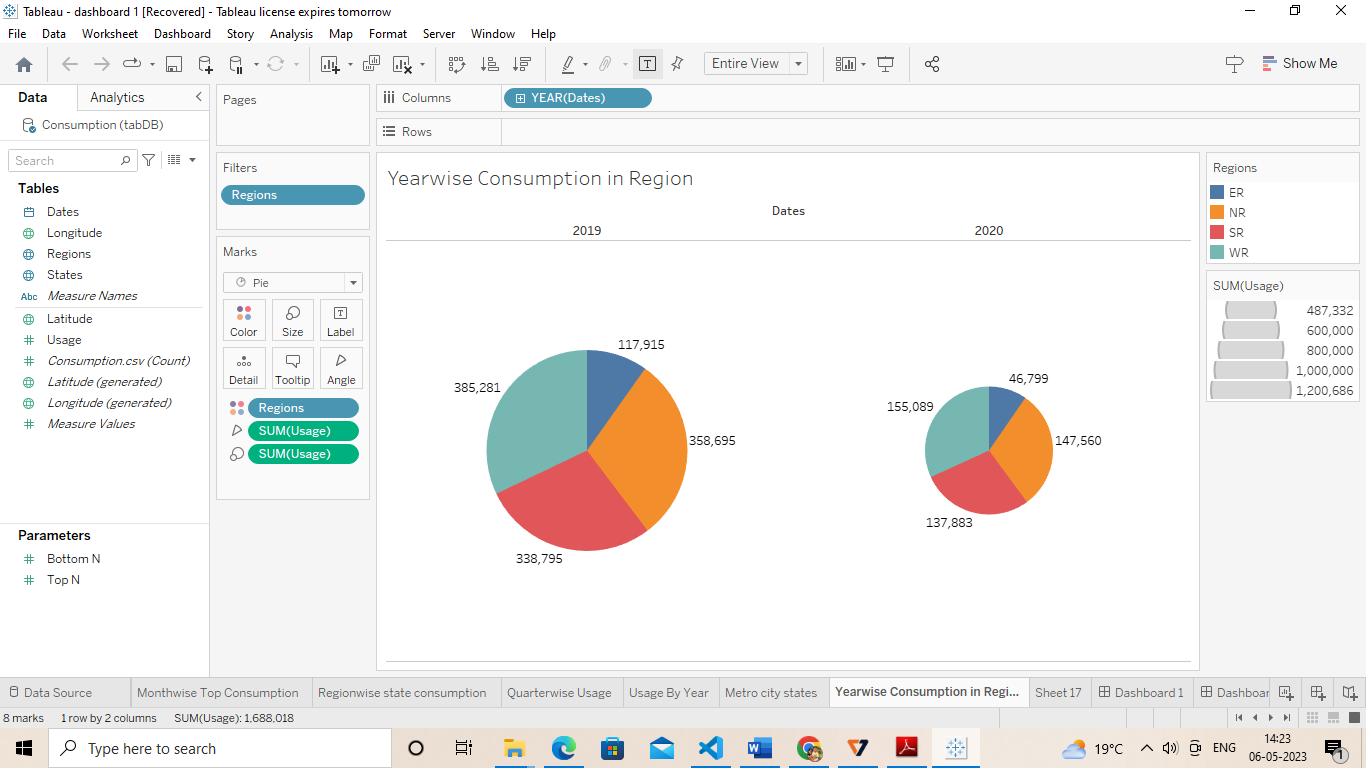 Tableau - dashboard 1 [Recovered] - Tableau license expires tomorrow
File Data Worksheet Dashboard Story Analysis Map Format Server Window Help
Entire View
Show Me
Data Analytics
Consumption (tabDB)
Search
Tables
Dates
Longitude
Regions
States
Abc Measure Names
Latitude
Usage
Consumption.csv (Count)
Latitude (generated)
Longitude (generated)
Measure Values
Parameters
Bottom N
Top N
Pages
Filters
Regions
Marks
Pie
Color Size Label
Detail Tooltip Angle
Regions
SUM(Usage)
SUM(Usage)
Columns YEAR(Dates)
Rows
Yearwise Consumption in Region
Dates
2019 2020
117,915
385,281
358,695
338,795
46,799
155,089
147,560
137,883
Regions
ER
NR
SR
WR
SUM(Usage)
487,332
600,000
800,000
1,000,000
1,200,686
Data Source Monthwise Top Consumption Regionwise state consumption Quarterwise Usage Usage By Year Metro city states Yearwise Consumption in Regi... Sheet 17 Dashboard 1 Dashboar
8 marks 1 row by 2 columns SUM(Usage): 1,688,018
Type here to search
19°C ENG
14:23
06-05-2023
1